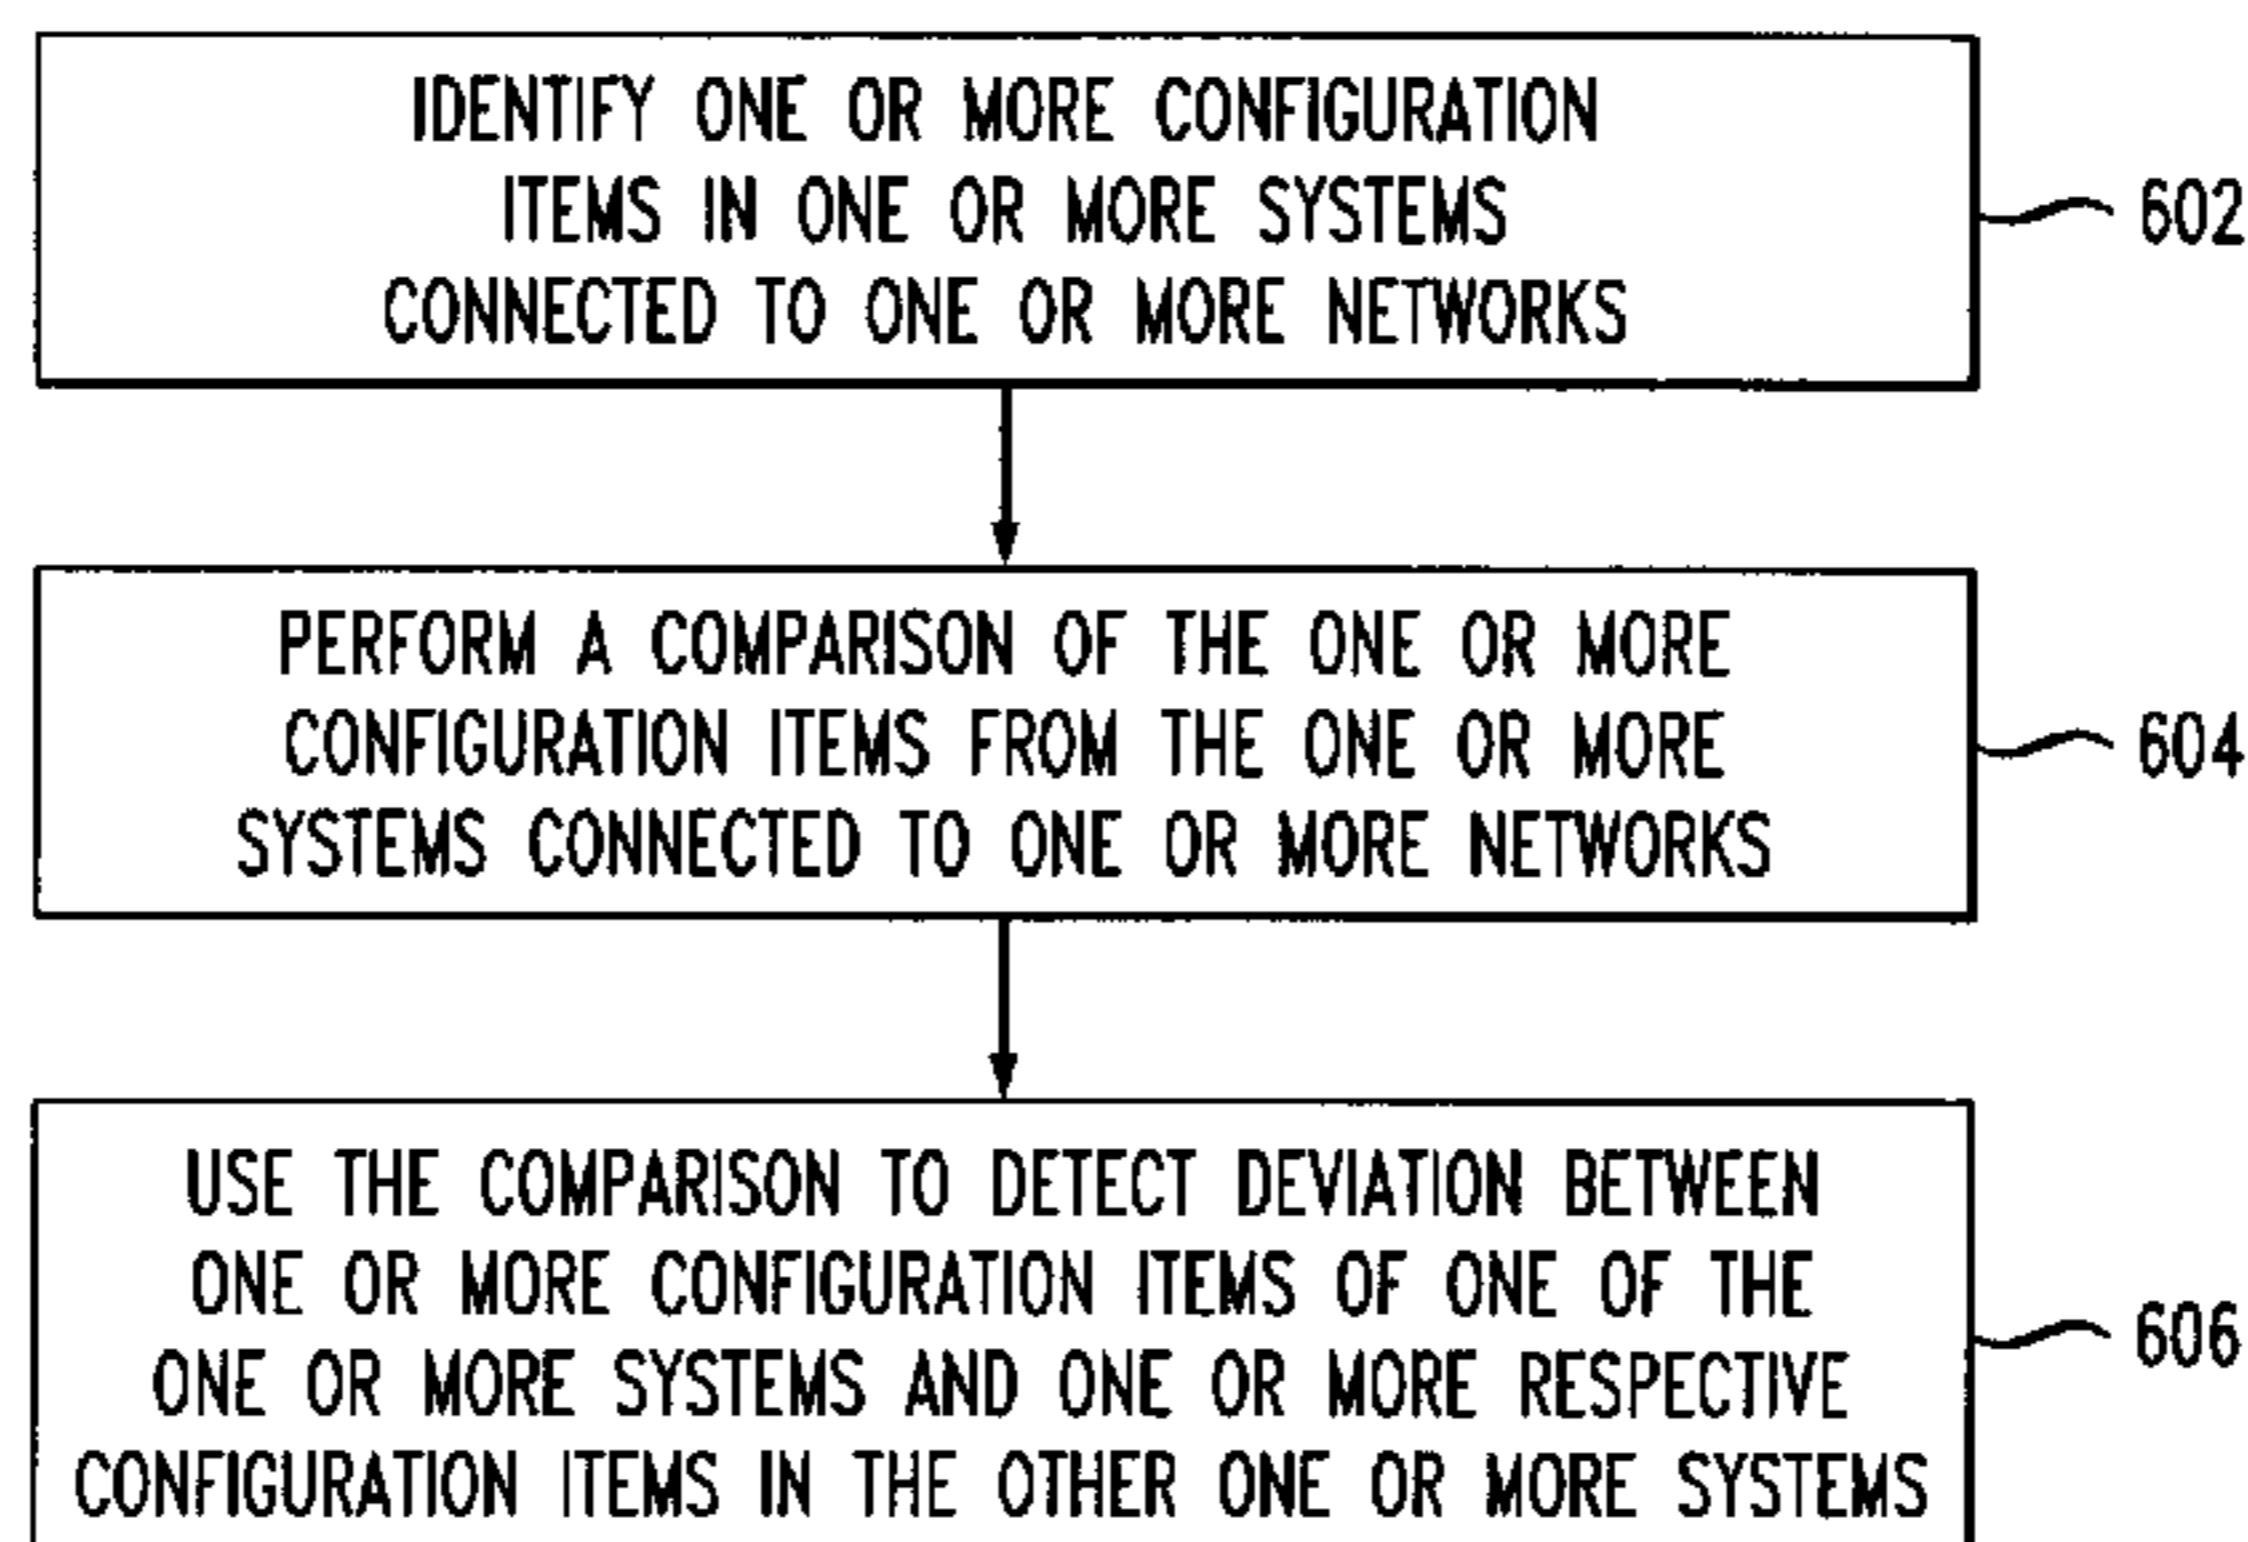 IDENTIFY ONE OR MORE CONFIGURATION
ITEMS IN ONE OR MORE SYSTEMS
CONNECTED TO ONE OR MORE NETWORKS
602
PERFORM A COMPARISON OF THE ONE OR MORE
CONFIGURATION ITEMS FROM THE ONE OR MORE
SYSTEMS CONNECTED TO ONE OR MORE NETWORKS
604
USE THE COMPARISON TO DETECT DEVIATION BETWEEN
ONE OR MORE CONFIGURATION ITEMS OF ONE OF THE
ONE OR MORE SYSTEMS AND ONE OR MORE RESPECTIVE
CONFIGURATION ITEMS IN THE OTHER ONE OR MORE SYSTEMS
606